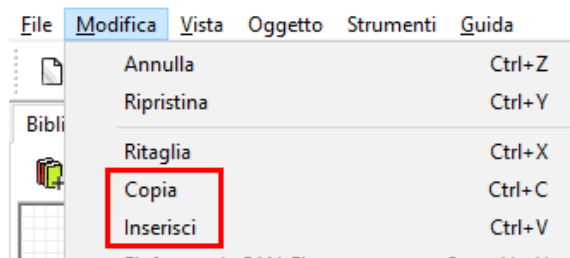 File Modifica Vista Oggetto Strumenti Guida
Annulla Ctrl+Z
Ripristina Ctrl+Y
Bibli
Ritaglia Ctrl+X
Copia Ctrl+C
Inserisci Ctrl+V